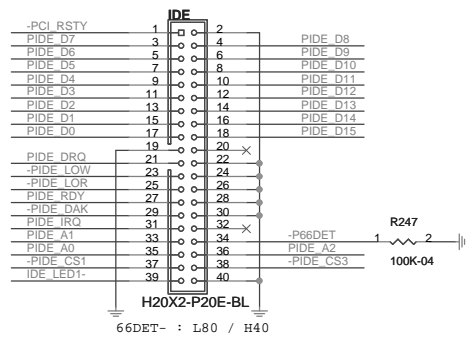 IDE
-PCI_RSTY 1 2
PIDE_D7 3 4 PIDE_D8
PIDE_D6 5 6 PIDE_D9
PIDE_D5 7 8 PIDE_D10
PIDE_D4 9 10 PIDE_D11
PIDE_D3 11 12 PIDE_D12
PIDE_D2 13 14 PIDE_D13
PIDE_D1 15 16 PIDE_D14
PIDE_D0 17 18 PIDE_D15
19 20
PIDE_DRQ 21 22
-PIDE_LOW 23 24
-PIDE_LOR 25 26
PIDE_RDY 27 28
-PIDE_DAK 29 30
PIDE_IRQ 31 32
PIDE_A1 33 34 -P66DET 1 R247 2
PIDE_A0 35 36 PIDE_A2 100K-04
-PIDE_CS1 37 38 -PIDE_CS3
IDE_LED1- 39 40
H20X2-P20E-BL
66DET- : L80 / H40